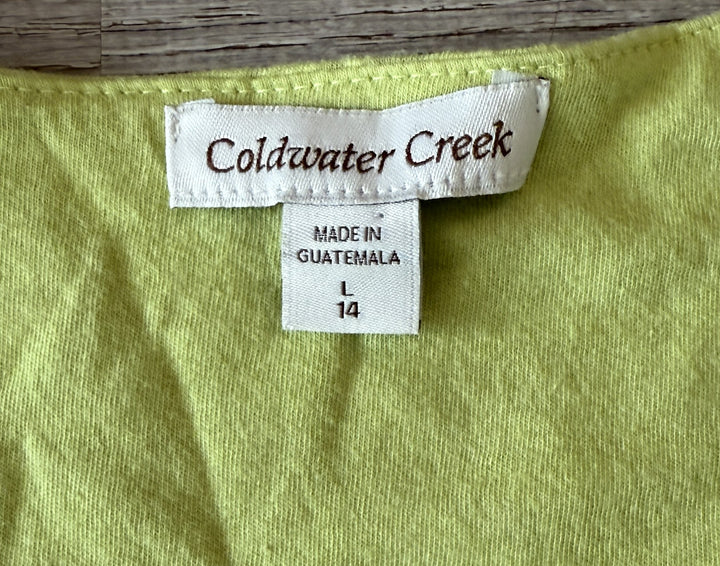 Coldwater Creek
MADE IN
GUATEMALA
L
14